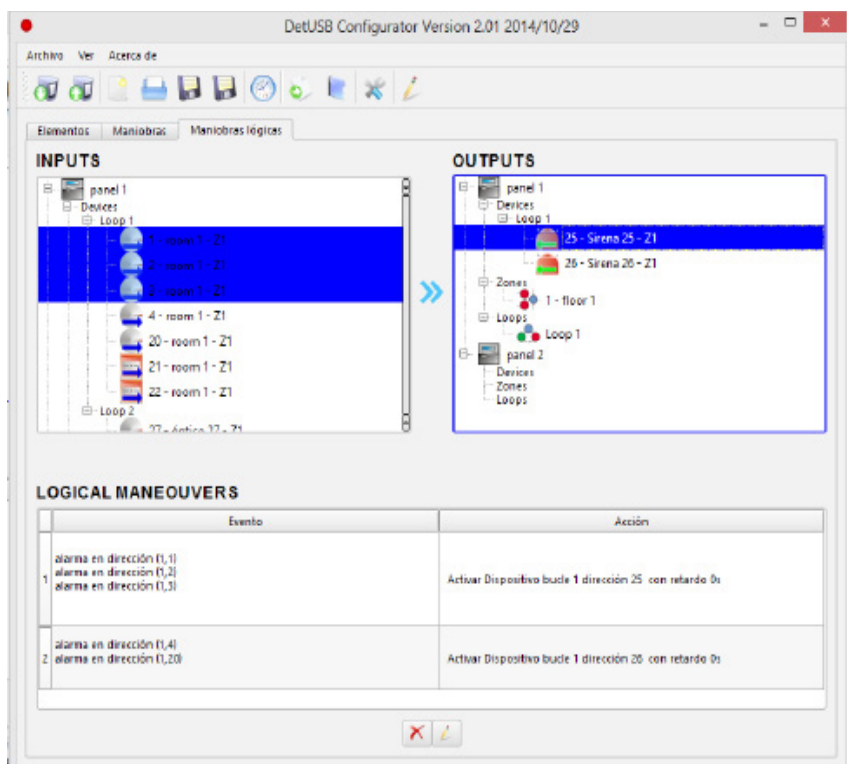 DetUSB Configurator Version 2.01 2014/10/29
Archivo Ver Acerca de
Elementos Maniobras Maniobras lógicas
INPUTS
panel 1
Devices
Loop 1
1 - room 1 - Z1
2 - room 1 - Z1
3 - room 1 - Z1
4 - room 1 - Z1
20 - room 1 - Z1
21 - room 1 - Z1
22 - room 1 - Z1
Loop 2
27 - óptico 27 - Z1
OUTPUTS
panel 1
Devices
Loop 1
25 - Sirena 25 - Z1
26 - Sirena 26 - Z1
Zones
1 - floor 1
Loops
Loop 1
panel 2
Devices
Zones
Loops
LOGICAL MANEOUVERS
Evento Acción
1
alarma en dirección (1,1)
alarma en dirección (1,2)
alarma en dirección (1,3)
Activar Dispositivo bucle 1 dirección 25 con retardo 0s
2
alarma en dirección (1,4)
alarma en dirección (1,20)
Activar Dispositivo bucle 1 dirección 26 con retardo 0s